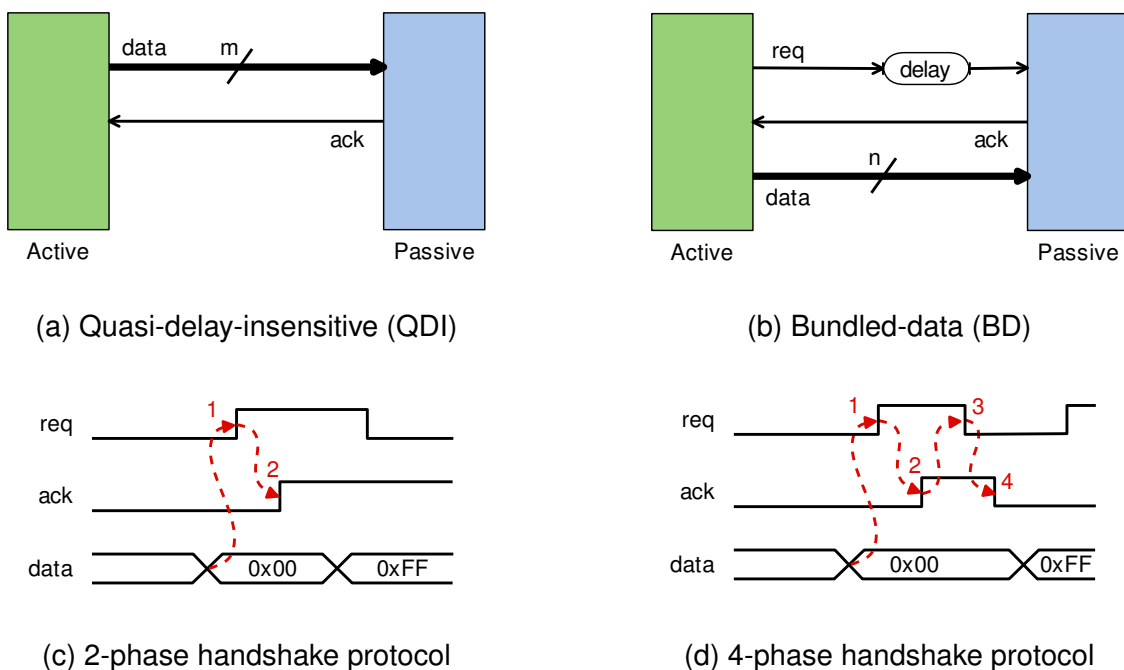 data m
ack
Active Passive
(a) Quasi-delay-insensitive (QDI)
req delay
ack
n
data
Active Passive
(b) Bundled-data (BD)
req 1
2
ack
data 0x00 0xFF
(c) 2-phase handshake protocol
req 1 3
ack 2 4
data 0x00 0xFF
(d) 4-phase handshake protocol